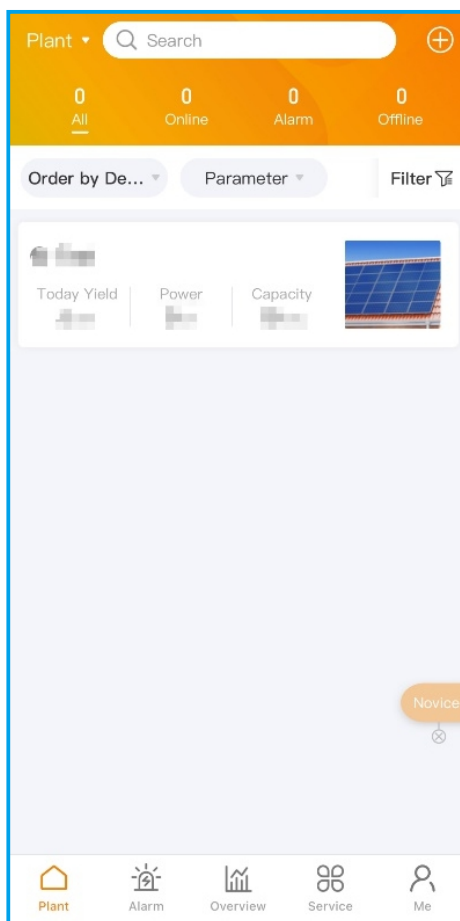 Plant Search
0 0 0 0
All Online Alarm Offline
Order by De... Parameter Filter
Today Yield Power Capacity
Novice
Plant Alarm Overview Service Me